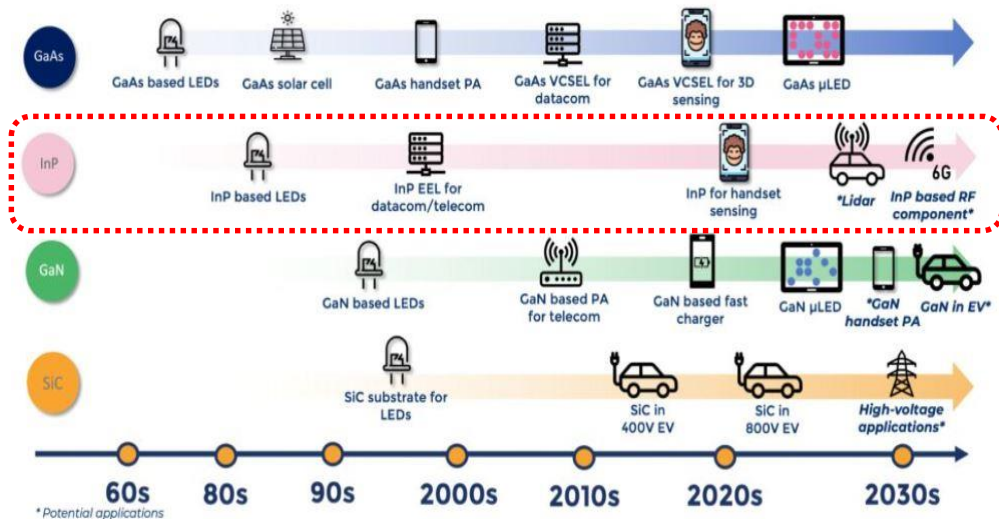 GaAs
GaAs based LEDs
GaAs solar cell
GaAs handset PA
GaAs VCSEL for
datacom
GaAs VCSEL for 3D
sensing
GaAs µLED
InP
InP based LEDs
InP EEL for
datacom/telecom
InP for handset
sensing
*Lidar
6G
InP based RF
component*
GaN
GaN based LEDs
GaN based PA
for telecom
GaN based fast
charger
GaN µLED
*GaN
handset PA
GaN in EV*
SiC
SiC substrate for
LEDs
SiC in
400V EV
SiC in
800V EV
High-voltage
applications*
60s
80s
90s
2000s
2010s
2020s
2030s
* Potential applications